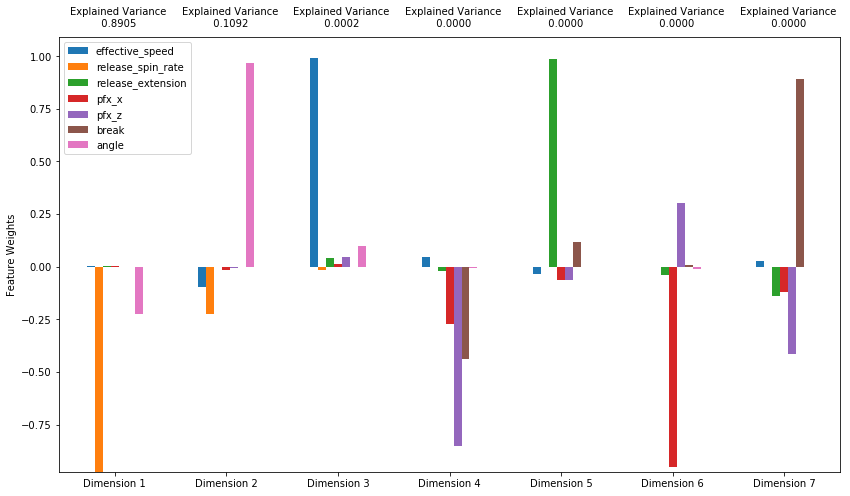 Explained Variance Explained Variance Explained Variance Explained Variance Explained Variance Explained Variance Explained Variance
0.8905 0.1092 0.0002 0.0000 0.0000 0.0000 0.0000
effective_speed
release_spin_rate
release_extension
pfx_x
pfx_z
break
angle
1.00
0.75
0.50
0.25
0.00
−0.25
−0.50
−0.75
Feature Weights
Dimension 1 Dimension 2 Dimension 3 Dimension 4 Dimension 5 Dimension 6 Dimension 7